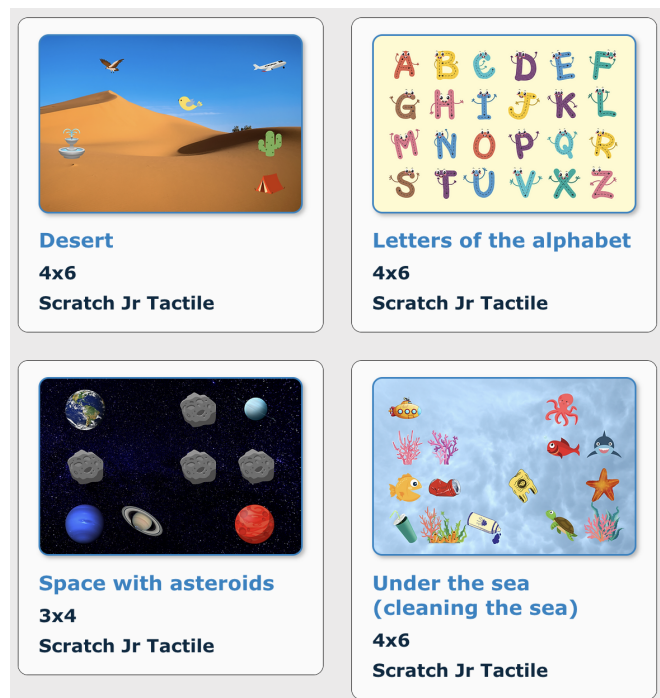 Desert
4x6
Scratch Jr Tactile
A B C D E F
G H I J K L
M N O P Q R
S T U V X Z
Letters of the alphabet
4x6
Scratch Jr Tactile
Space with asteroids
3x4
Scratch Jr Tactile
Under the sea
(cleaning the sea)
4x6
Scratch Jr Tactile